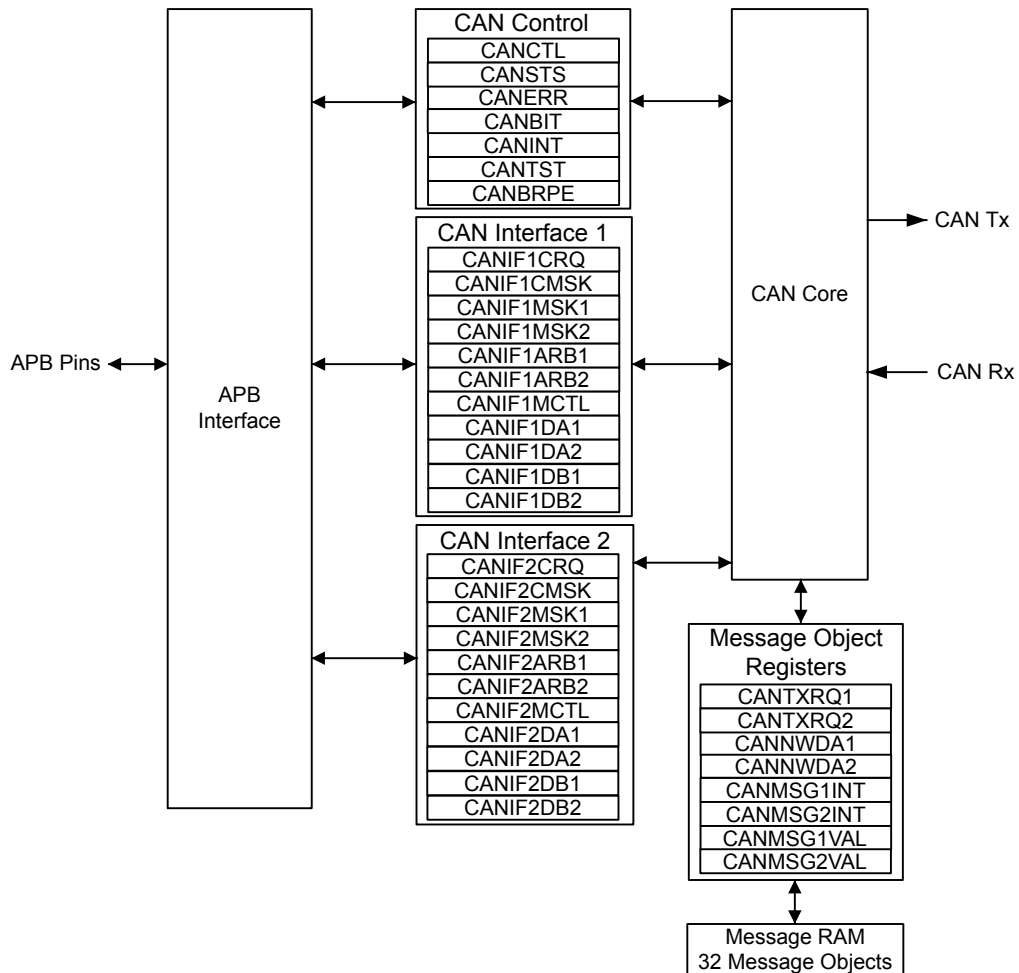 CAN Control
CANCTL
CANSTS
CANERR
CANBIT
CANINT
CANTST
CANBRPE
CAN Interface 1
CANIF1CRQ
CANIF1CMSK
CANIF1MSK1
CANIF1MSK2
CANIF1ARB1
CANIF1ARB2
CANIF1MCTL
CANIF1DA1
CANIF1DA2
CANIF1DB1
CANIF1DB2
CAN Interface 2
CANIF2CRQ
CANIF2CMSK
CANIF2MSK1
CANIF2MSK2
CANIF2ARB1
CANIF2ARB2
CANIF2MCTL
CANIF2DA1
CANIF2DA2
CANIF2DB1
CANIF2DB2
APB Pins
APB
Interface
CAN Core
CAN Tx
CAN Rx
Message Object
Registers
CANTXRQ1
CANTXRQ2
CANNWDA1
CANNWDA2
CANMSG1INT
CANMSG2INT
CANMSG1VAL
CANMSG2VAL
Message RAM
32 Message Objects